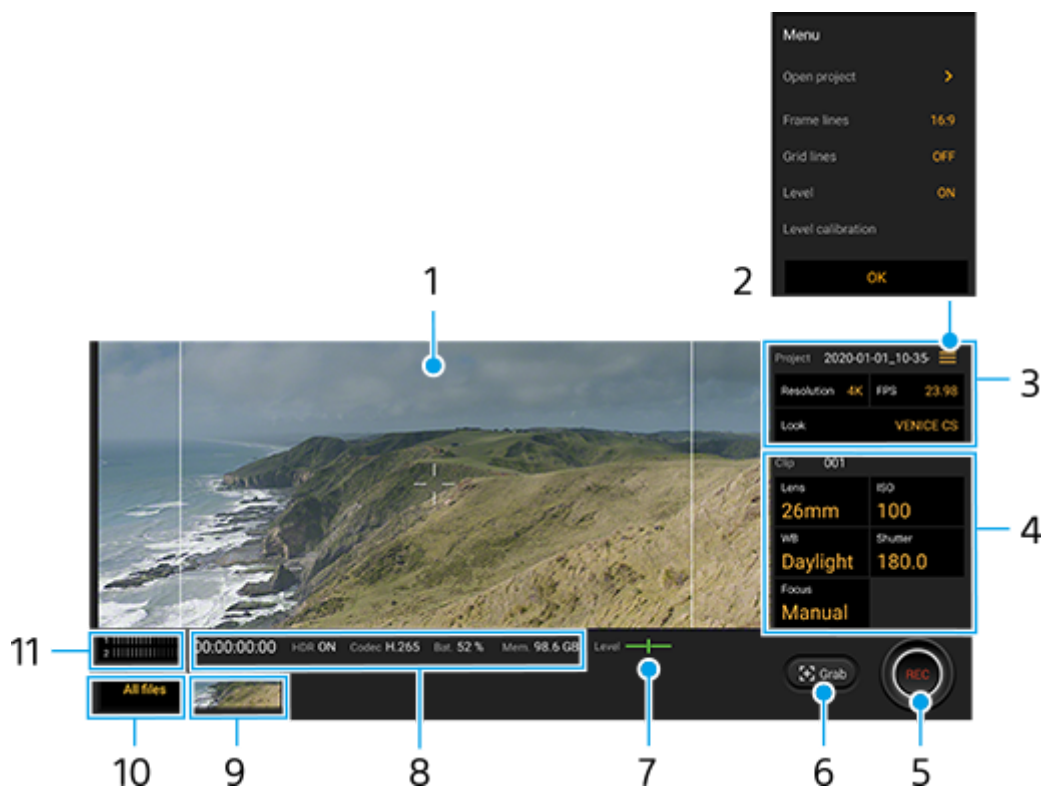 Menu
Open project >
Frame lines 16:9
Grid lines OFF
Level ON
Level calibration
OK
1
2
Project 2020-01-01_10-35-
Resolution 4K FPS 23.98
Look VENICE CS
3
Clip 001
Lens ISO
26mm 100
WB Shutter
Daylight 180.0
Focus
Manual
4
11
2
00:00:00:00 HDR ON Codec H.265 Bat. 52 % Mem. 98.6 GB Level
All files
Grab
REC
10 9 8 7 6 5